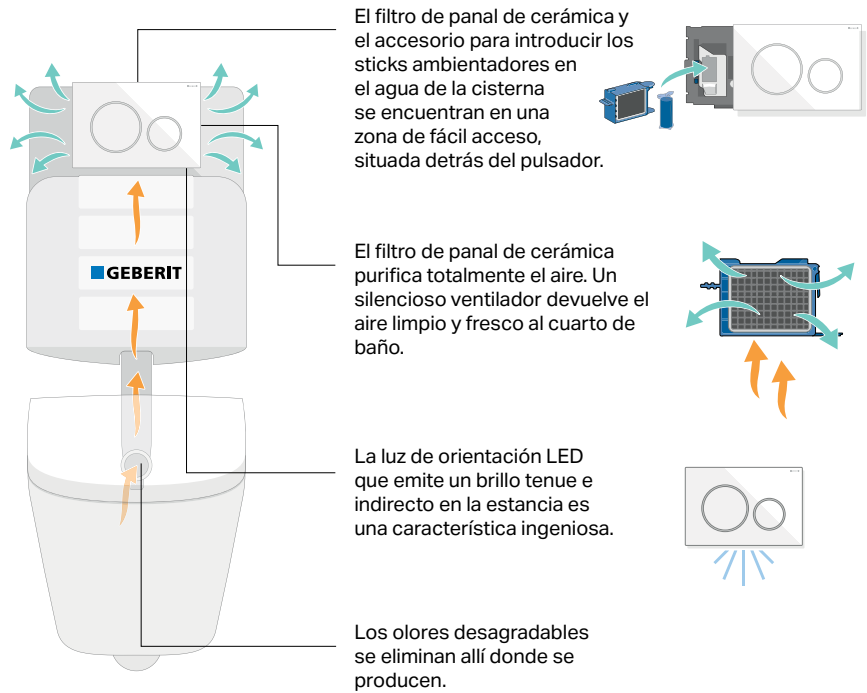 El filtro de panal de cerámica y
el accesorio para introducir los
sticks ambientadores en
el agua de la cisterna
se encuentran en una
zona de fácil acceso,
situada detrás del pulsador.
El filtro de panal de cerámica
purifica totalmente el aire. Un
silencioso ventilador devuelve el
aire limpio y fresco al cuarto de
baño.
GEBERIT
La luz de orientación LED
que emite un brillo tenue e
indirecto en la estancia es
una característica ingeniosa.
Los olores desagradables
se eliminan allí donde se
producen.